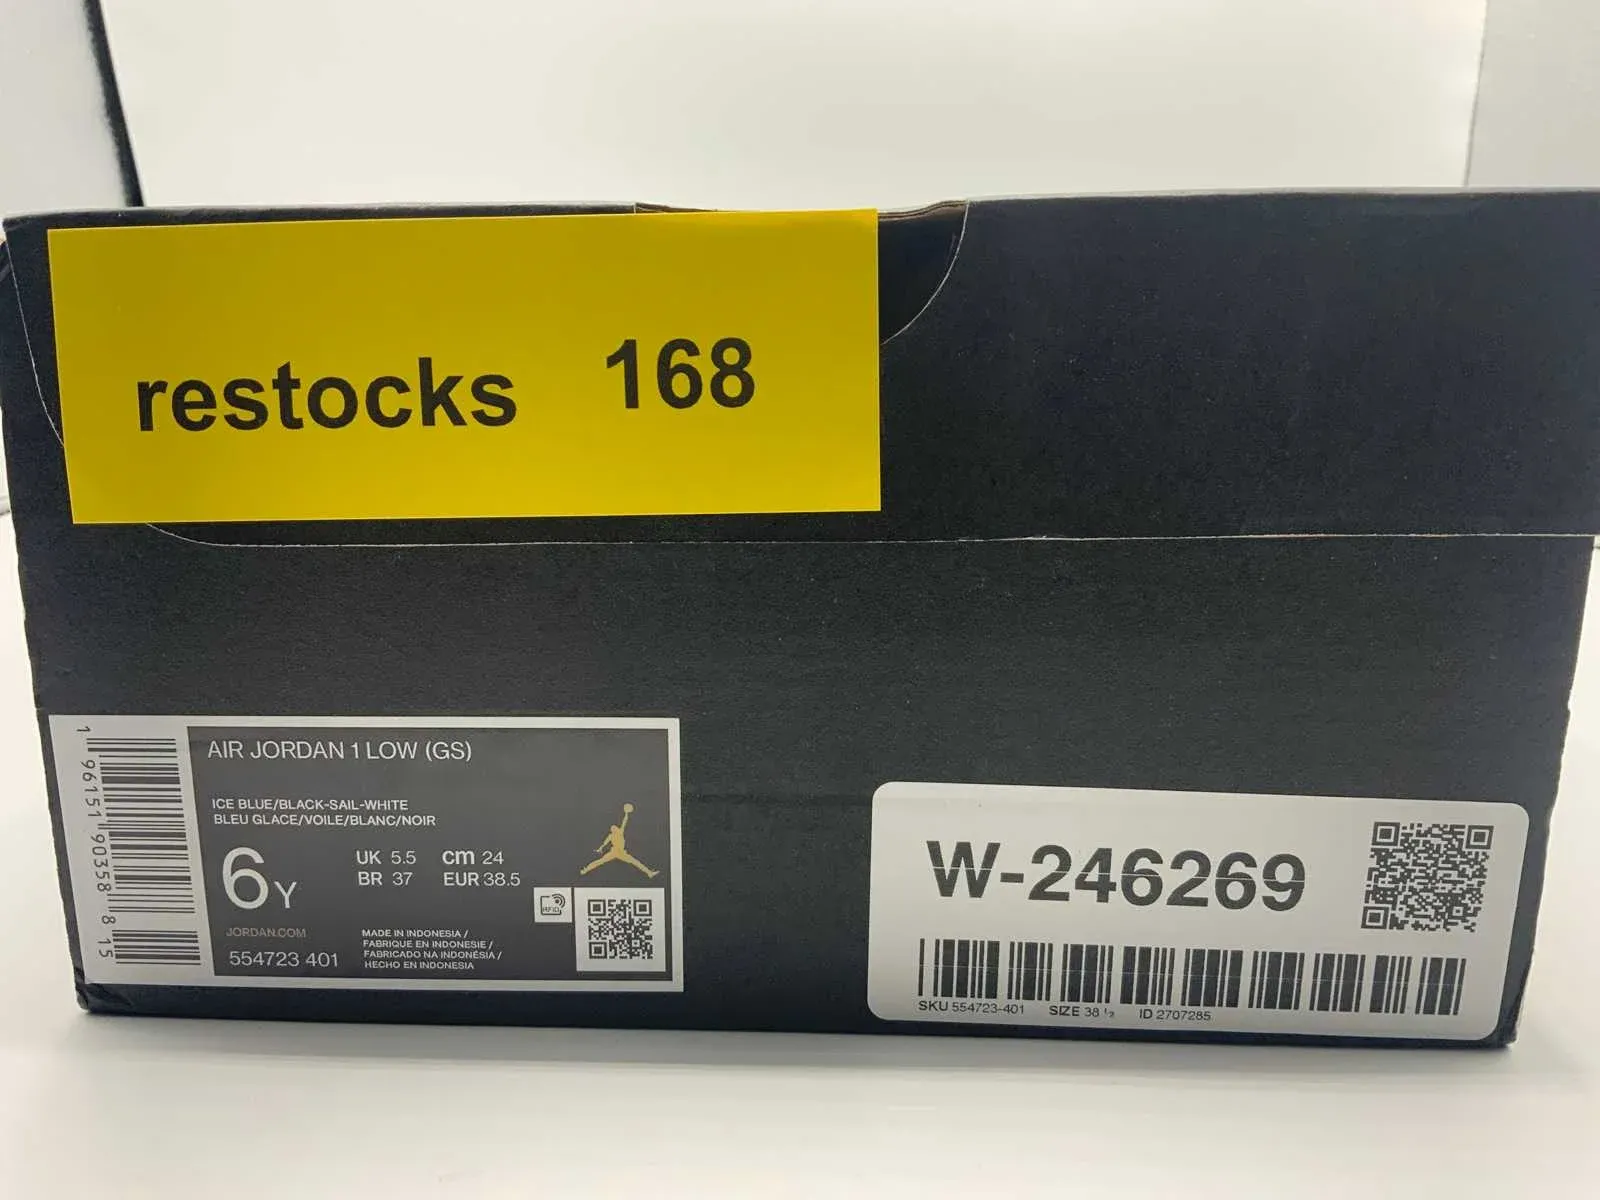 restocks 168
1 96151 90358 8 15
AIR JORDAN 1 LOW (GS)
ICE BLUE/BLACK-SAIL-WHITE
BLEU GLACE/VOILE/BLANC/NOIR
6Y
UK 5.5 cm 24
BR 37 EUR 38.5
RFID
JORDAN.COM
554723 401
MADE IN INDONESIA /
FABRIQUE EN INDONESIE /
FABRICADO NA INDONÉSIA /
HECHO EN INDONESIA
W-246269
SKU 554723-401 SIZE 38 ½ ID 2707285